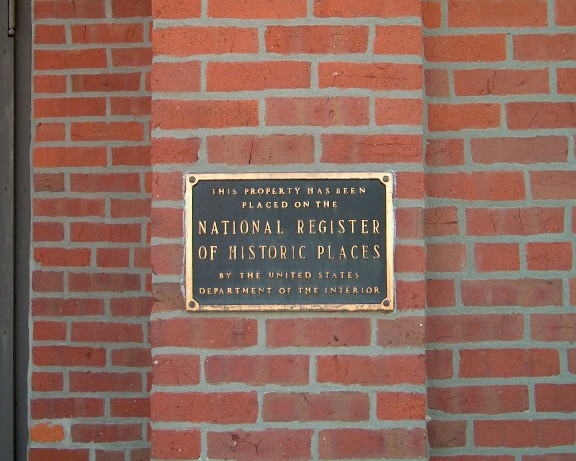 THIS PROPERTY HAS BEEN
PLACED ON THE
NATIONAL REGISTER
OF HISTORIC PLACES
BY THE UNITED STATES
DEPARTMENT OF THE INTERIOR